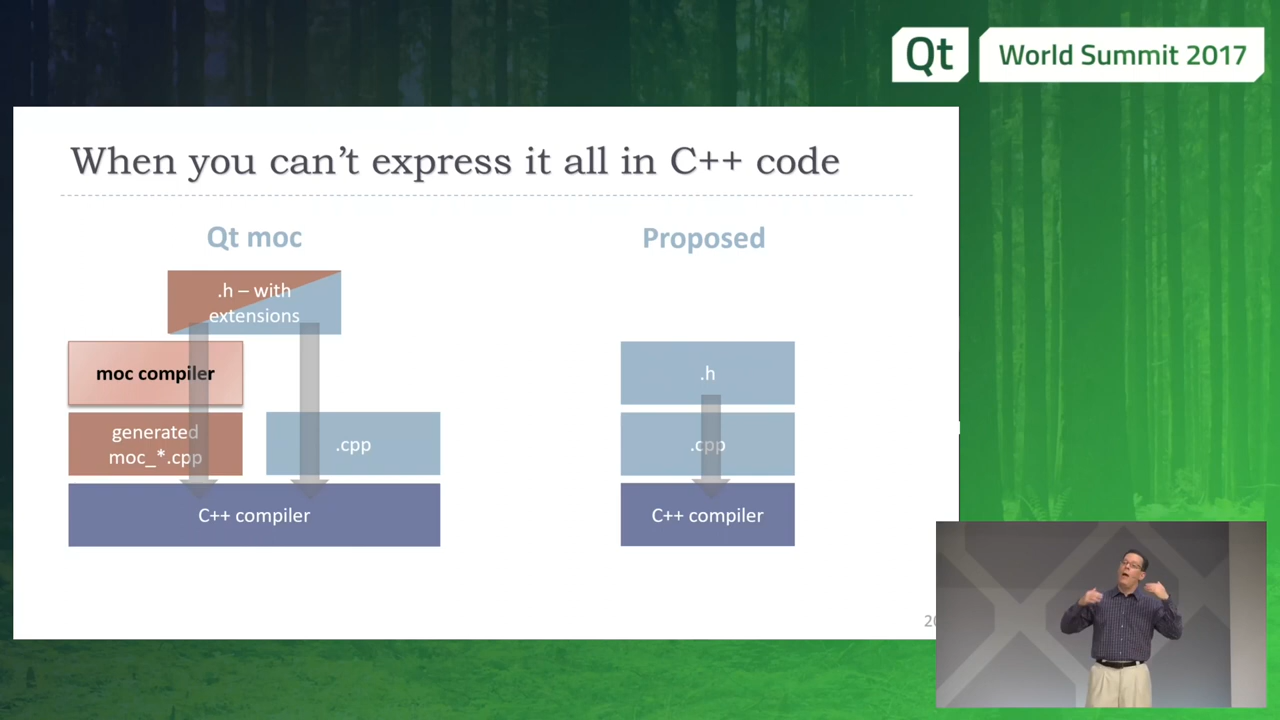 Qt World Summit 2017
When you can't express it all in C++ code
Qt moc
Proposed
.h – with
extensions
moc compiler
.h
generated
moc_*.cpp
.cpp
.cpp
C++ compiler
C++ compiler